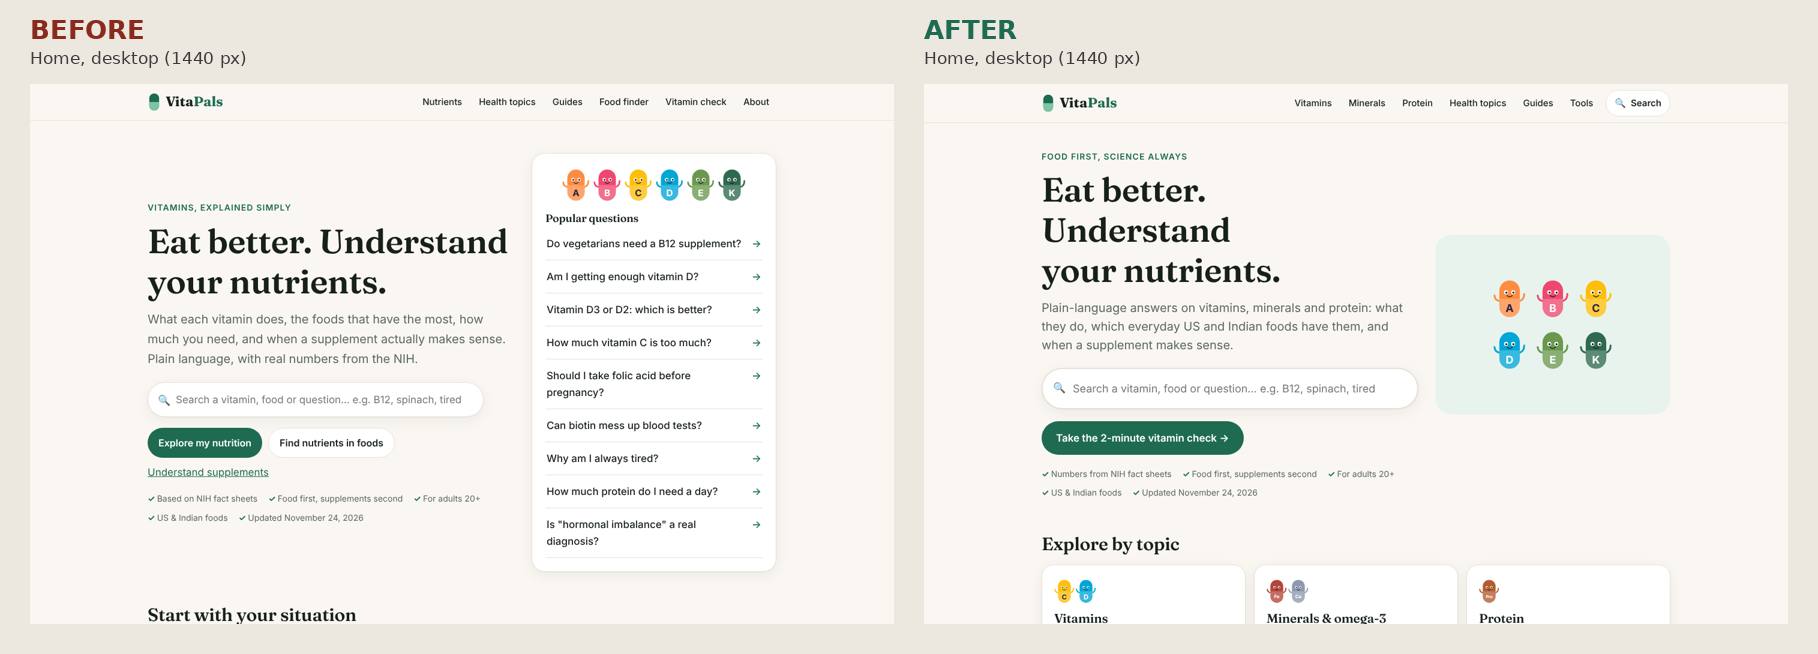 BEFORE
Home, desktop (1440 px)
VitaPals
Nutrients Health topics Guides Food finder Vitamin check About
VITAMINS, EXPLAINED SIMPLY
Eat better. Understand
your nutrients.
What each vitamin does, the foods that have the most, how
much you need, and when a supplement actually makes sense.
Plain language, with real numbers from the NIH.
🔍 Search a vitamin, food or question... e.g. B12, spinach, tired
Explore my nutrition Find nutrients in foods
Understand supplements
✓ Based on NIH fact sheets ✓ Food first, supplements second ✓ For adults 20+
✓ US & Indian foods ✓ Updated November 24, 2026
A B C D E K
Popular questions
Do vegetarians need a B12 supplement? →
Am I getting enough vitamin D? →
Vitamin D3 or D2: which is better? →
How much vitamin C is too much? →
Should I take folic acid before →
pregnancy?
Can biotin mess up blood tests? →
Why am I always tired? →
How much protein do I need a day? →
Is "hormonal imbalance" a real →
diagnosis?
Start with your situation
AFTER
Home, desktop (1440 px)
VitaPals
Vitamins Minerals Protein Health topics Guides Tools 🔍 Search
FOOD FIRST, SCIENCE ALWAYS
Eat better.
Understand
your nutrients.
Plain-language answers on vitamins, minerals and protein: what
they do, which everyday US and Indian foods have them, and
when a supplement makes sense.
🔍 Search a vitamin, food or question... e.g. B12, spinach, tired
Take the 2-minute vitamin check →
✓ Numbers from NIH fact sheets ✓ Food first, supplements second ✓ For adults 20+
✓ US & Indian foods ✓ Updated November 24, 2026
A B C
D E K
Explore by topic
C D
Vitamins
Minerals & omega-3
Protein